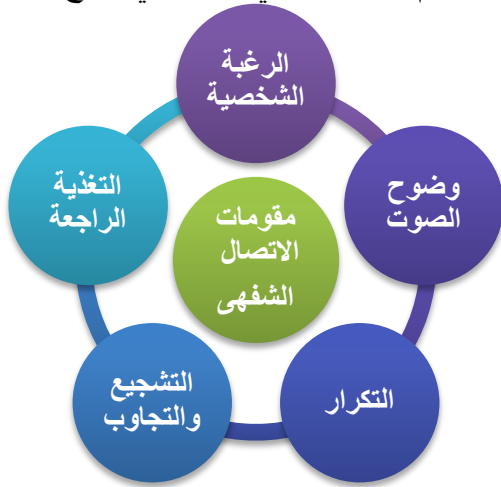 الرغبة
الشخصية
وضوح
الصوت
التكرار
التشجيع
والتجاوب
التغذية
الراجعة
مقومات
الاتصال
الشفهى